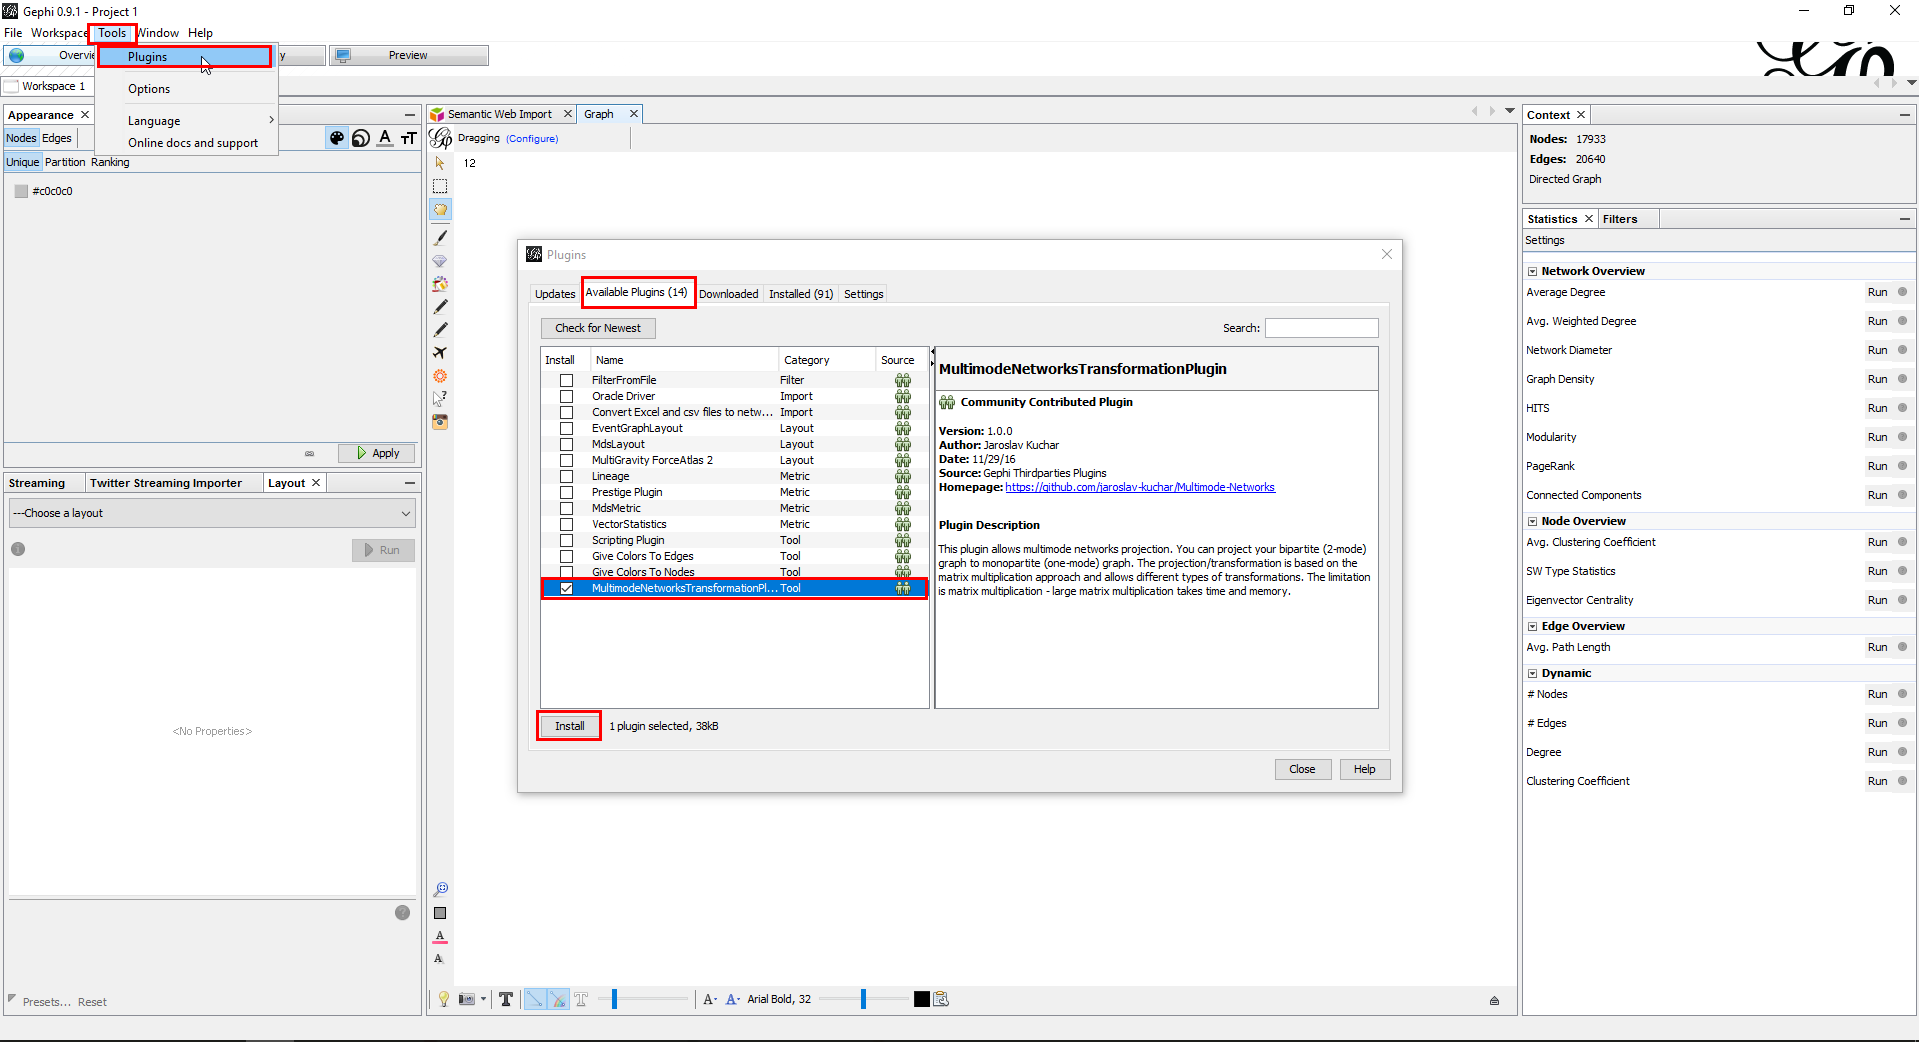 Gephi 0.9.1 - Project 1
File Workspace Tools Window Help
Overvie y Preview
Plugins
Options
Language
Online docs and support
Workspace 1
Appearance
Nodes Edges
Unique Partition Ranking
#c0c0c0
Apply
Streaming Twitter Streaming Importer Layout
---Choose a layout
Run
<No Properties>
Presets... Reset
Semantic Web Import Graph
Dragging (Configure)
12
Plugins
Updates Available Plugins (14) Downloaded Installed (91) Settings
Check for Newest Search:
Install Name Category Source
FilterFromFile Filter
Oracle Driver Import
Convert Excel and csv files to netw... Import
EventGraphLayout Layout
MdsLayout Layout
MultiGravity ForceAtlas 2 Layout
Lineage Metric
Prestige Plugin Metric
MdsMetric Metric
VectorStatistics Metric
Scripting Plugin Tool
Give Colors To Edges Tool
Give Colors To Nodes Tool
MultimodeNetworksTransformationPl... Tool
MultimodeNetworksTransformationPlugin
Community Contributed Plugin
Version: 1.0.0
Author: Jaroslav Kuchar
Date: 11/29/16
Source: Gephi Thirdparties Plugins
Homepage: https://github.com/jaroslav-kuchar/Multimode-Networks
Plugin Description
This plugin allows multimode networks projection. You can project your bipartite (2-mode)
graph to monopartite (one-mode) graph. The projection/transformation is based on the
matrix multiplication approach and allows different types of transformations. The limitation
is matrix multiplication - large matrix multiplication takes time and memory.
Install 1 plugin selected, 38kB
Close Help
Arial Bold, 32
Context
Nodes: 17933
Edges: 20640
Directed Graph
Statistics Filters
Settings
Network Overview
Average Degree Run
Avg. Weighted Degree Run
Network Diameter Run
Graph Density Run
HITS Run
Modularity Run
PageRank Run
Connected Components Run
Node Overview
Avg. Clustering Coefficient Run
SW Type Statistics Run
Eigenvector Centrality Run
Edge Overview
Avg. Path Length Run
Dynamic
# Nodes Run
# Edges Run
Degree Run
Clustering Coefficient Run